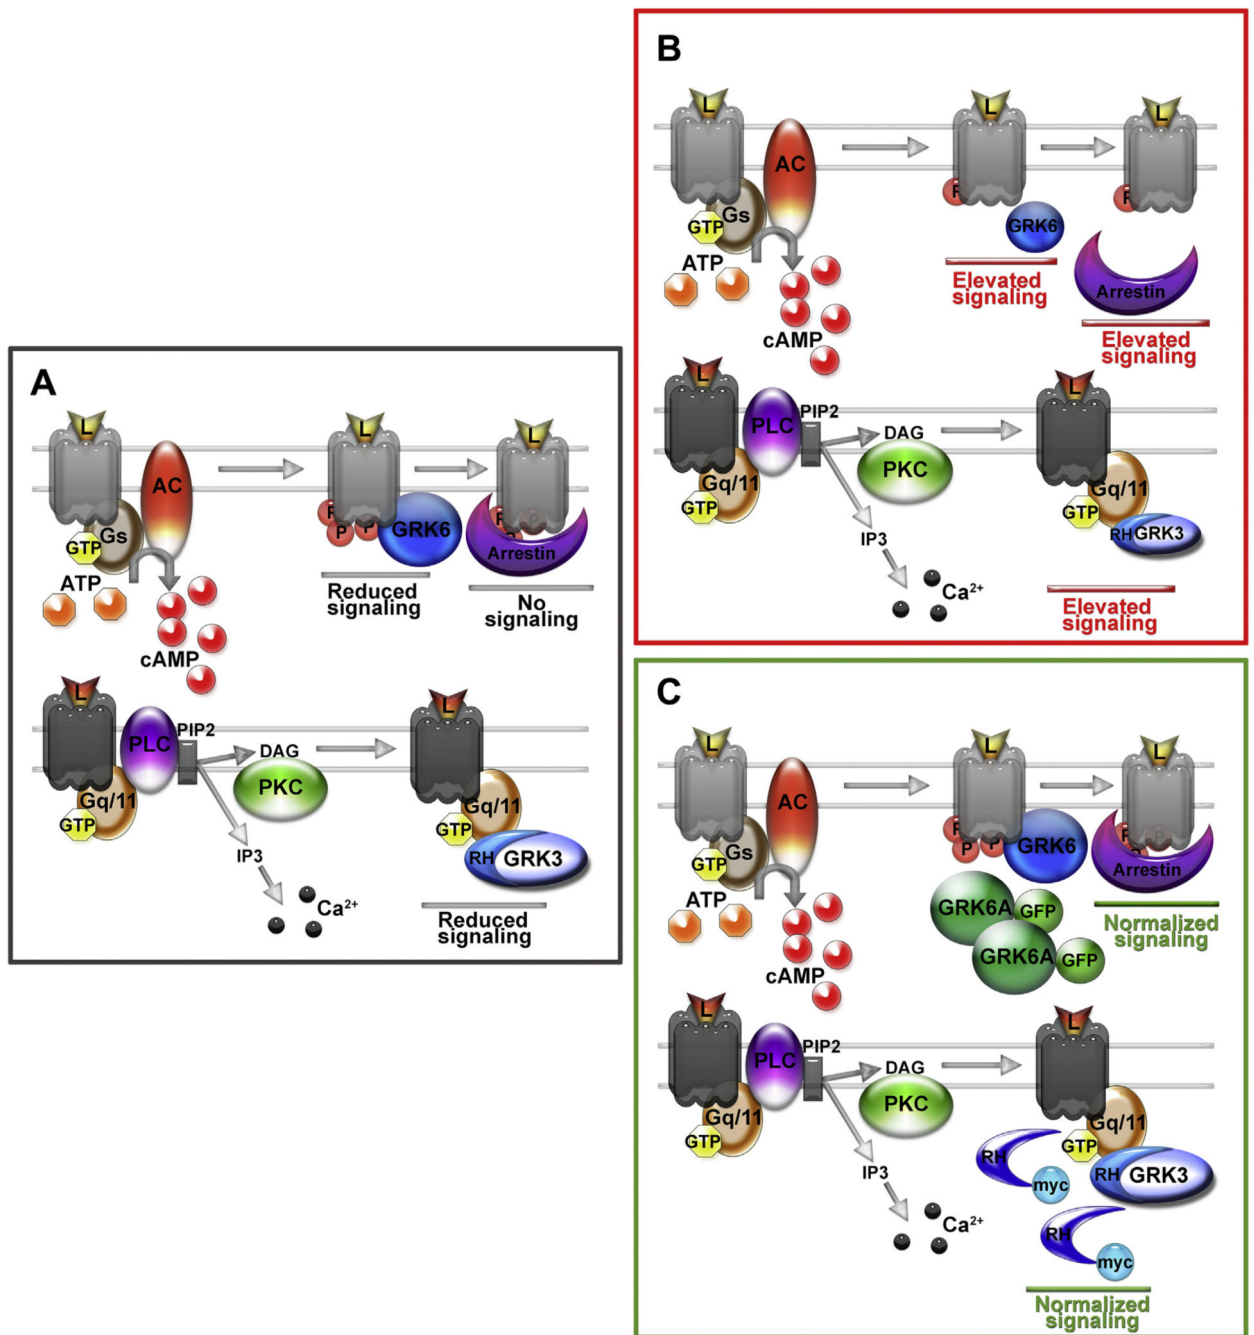 A
L
L
L
AC
Gs
GTP
ATP
cAMP
P
P
P
GRK6
Reduced
signaling
P
P
Arrestin
No
signaling
L
L
PLC
PIP2
DAG
PKC
Gq/11
GTP
IP3
Ca2+
Gq/11
GTP
RH
GRK3
Reduced
signaling
B
L
L
L
AC
Gs
GTP
ATP
cAMP
P
GRK6
Elevated
signaling
P
Arrestin
Elevated
signaling
L
L
PLC
PIP2
DAG
PKC
Gq/11
GTP
IP3
Ca2+
Gq/11
GTP
RH
GRK3
Elevated
signaling
C
L
L
L
AC
Gs
GTP
ATP
cAMP
P
P
P
GRK6
GRK6A
GFP
GRK6A
GFP
P
P
Arrestin
Normalized
signaling
L
L
PLC
PIP2
DAG
PKC
Gq/11
GTP
IP3
Ca2+
Gq/11
GTP
RH
GRK3
RH
myc
RH
myc
Normalized
signaling